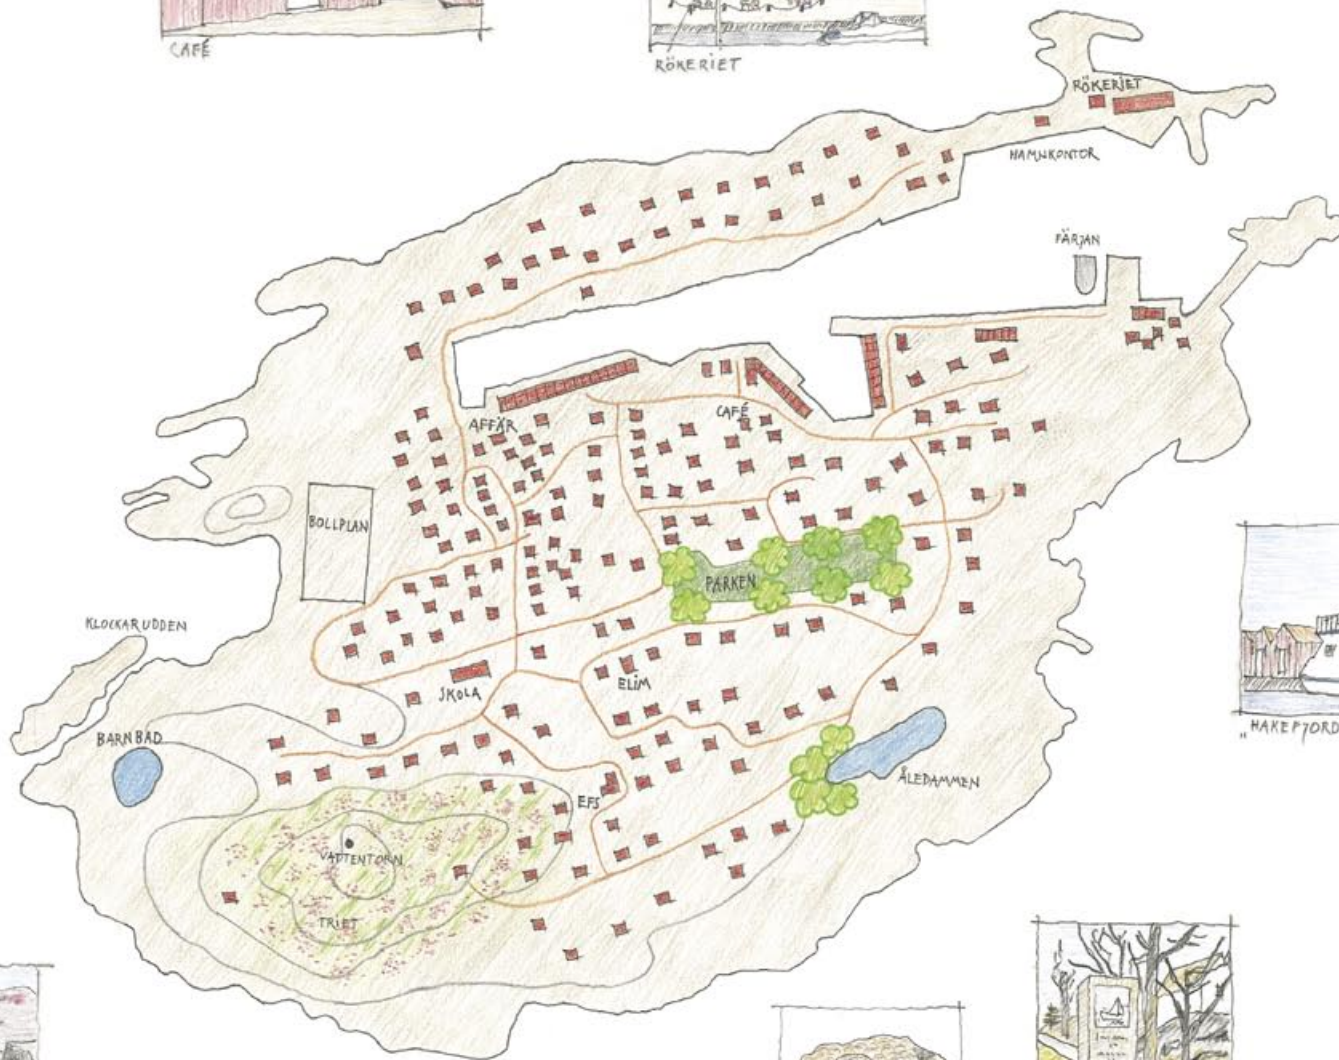 CAFÉ
RÖKERIET
RÖKERIET
HAMNKONTOR
FÄRJAN
CAFÉ
AFFÄR
BOLLPLAN
PARKEN
KLOCKARUDDEN
ELIM
SKOLA
BARNBAD
"HAKEFJORD
ÅLEDAMMEN
EFS
VATTENTORN
TRIET